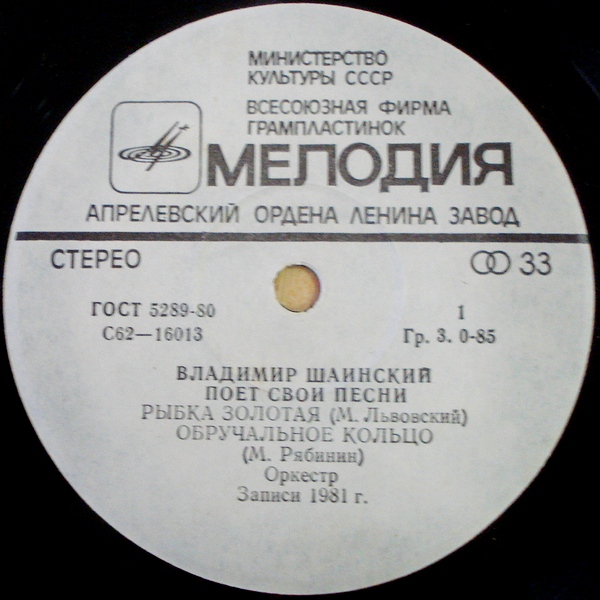 МИНИСТЕРСТВО
КУЛЬТУРЫ СССР
ВСЕСОЮЗНАЯ ФИРМА
ГРАМПЛАСТИНОК
МЕЛОДИЯ
АПРЕЛЕВСКИЙ ОРДЕНА ЛЕНИНА ЗАВОД
СТЕРЕО 33
ГОСТ 5289-80 1
С62—16013 Гр. 3. 0-85
ВЛАДИМИР ШАИНСКИЙ
ПОЕТ СВОИ ПЕСНИ
РЫБКА ЗОЛОТАЯ (М. Львовский)
ОБРУЧАЛЬНОЕ КОЛЬЦО
(М. Рябинин)
Оркестр
Записи 1981 г.